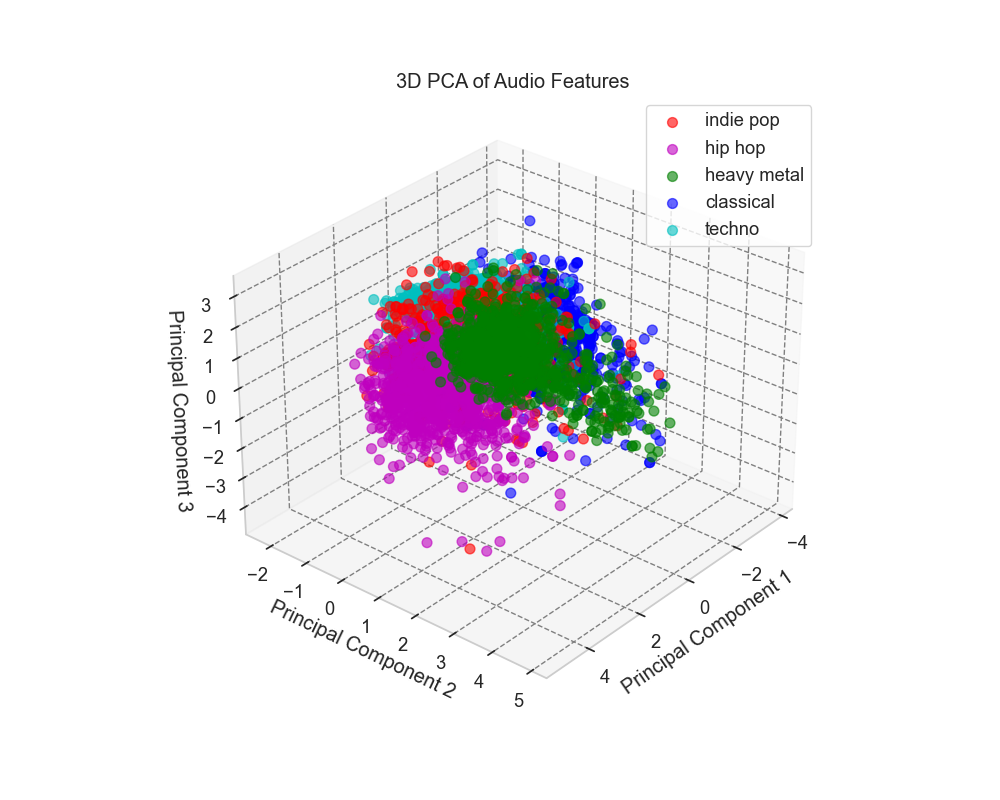 3D PCA of Audio Features
indie pop
hip hop
heavy metal
classical
techno
Principal Component 3
3
2
1
0
−1
−2
−3
−4
−2
−1
0
1
2
3
4
5
Principal Component 2
−4
−2
0
2
4
Principal Component 1